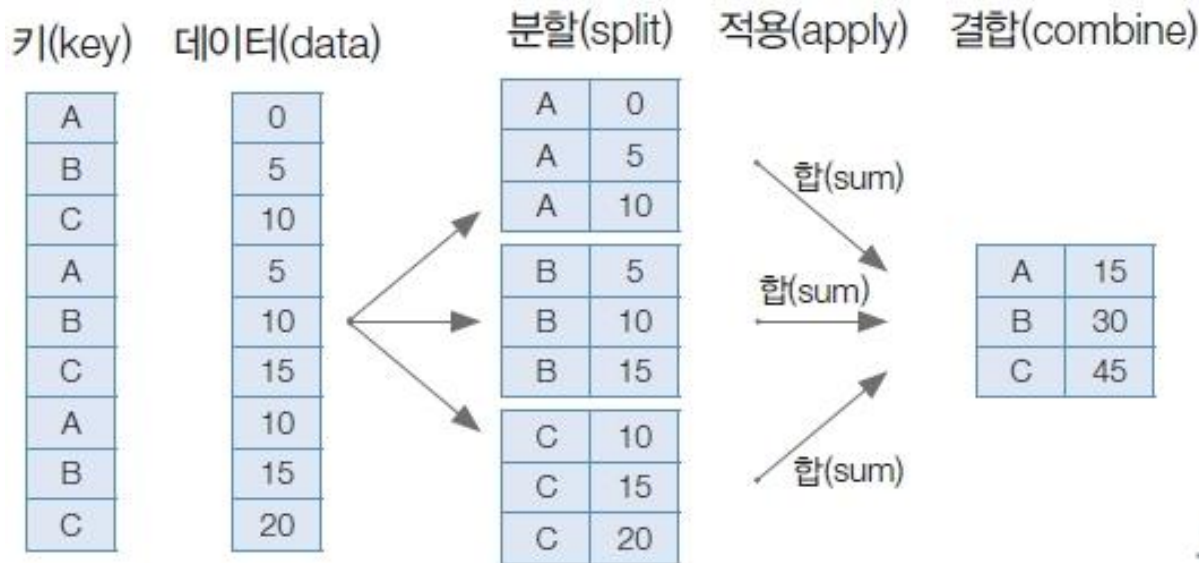 키(key) 데이터(data) 분할(split) 적용(apply) 결합(combine)
A 0
B 5
C 10
A 5
B 10
C 15
A 10
B 15
C 20
A 0
A 5
A 10
B 5
B 10
B 15
C 10
C 15
C 20
합(sum)
합(sum)
합(sum)
A 15
B 30
C 45